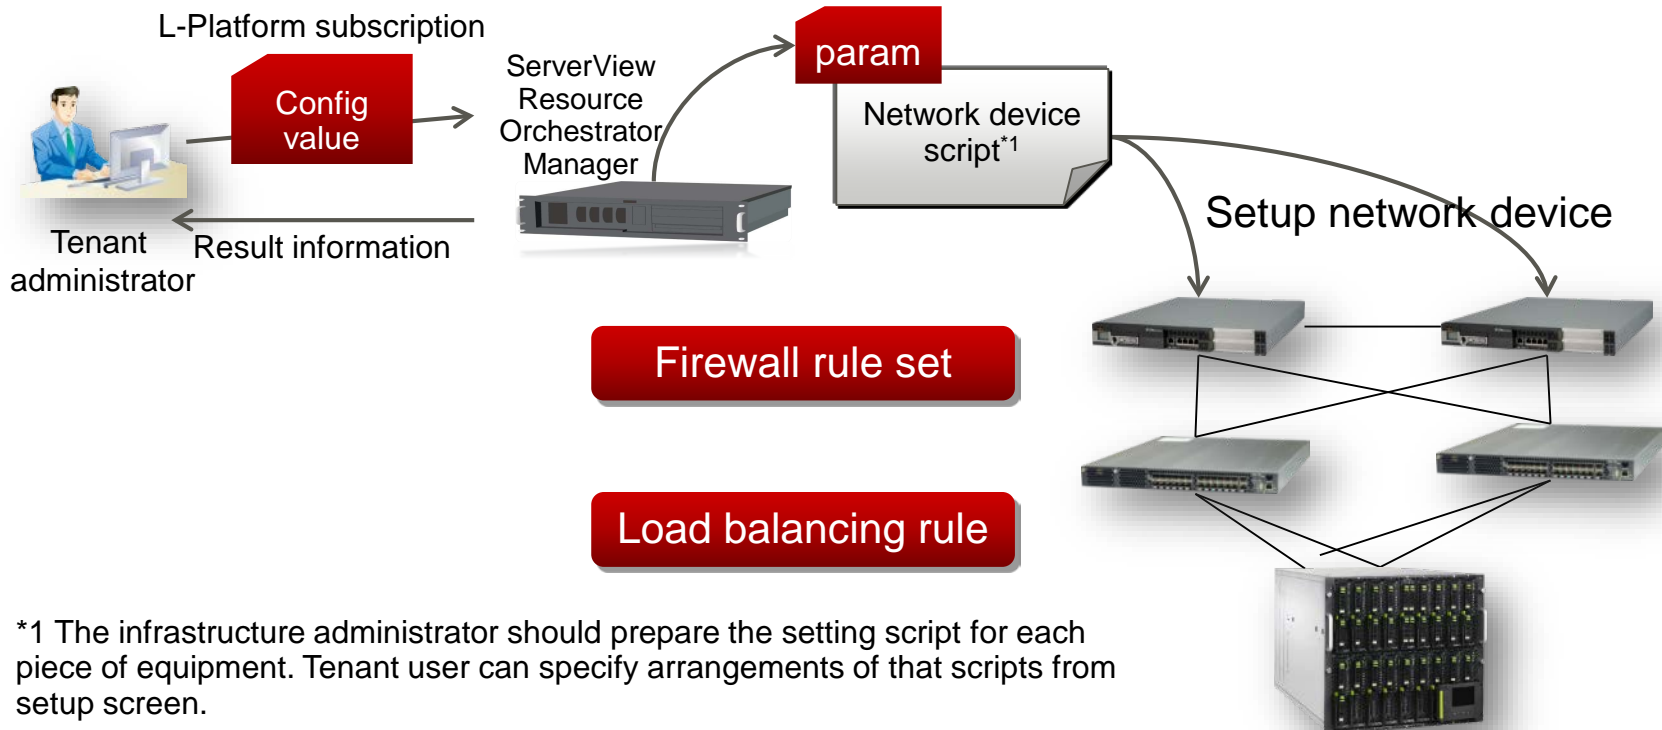 L-Platform subscription
Config
value
ServerView
Resource
Orchestrator
Manager
param
Network device
script*1
Setup network device
Tenant
administrator
Result information
Firewall rule set
Load balancing rule
*1 The infrastructure administrator should prepare the setting script for each
piece of equipment. Tenant user can specify arrangements of that scripts from
setup screen.